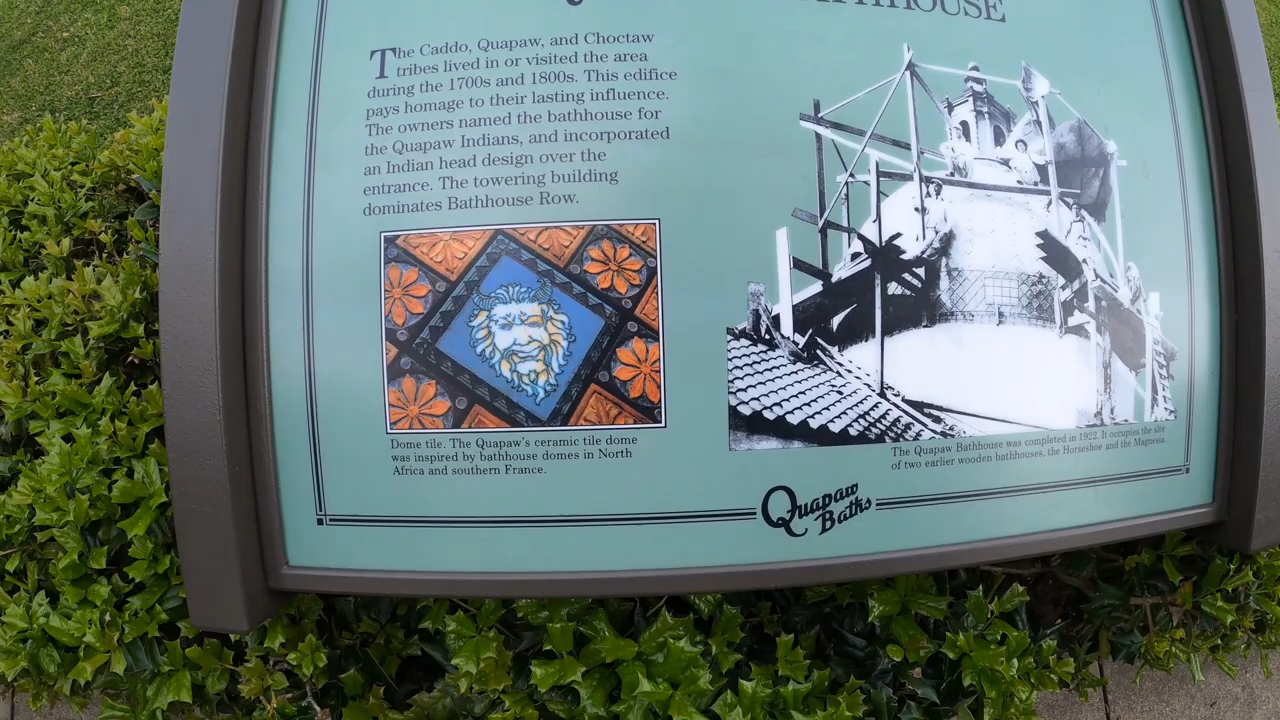 BATHHOUSE
The Caddo, Quapaw, and Choctaw
tribes lived in or visited the area
during the 1700s and 1800s. This edifice
pays homage to their lasting influence.
The owners named the bathhouse for
the Quapaw Indians, and incorporated
an Indian head design over the
entrance. The towering building
dominates Bathhouse Row.
Dome tile. The Quapaw's ceramic tile dome
was inspired by bathhouse domes in North
Africa and southern France.
The Quapaw Bathhouse was completed in 1922. It occupies the site
of two earlier wooden bathhouses, the Horseshoe and the Magnesia.
Quapaw
Baths